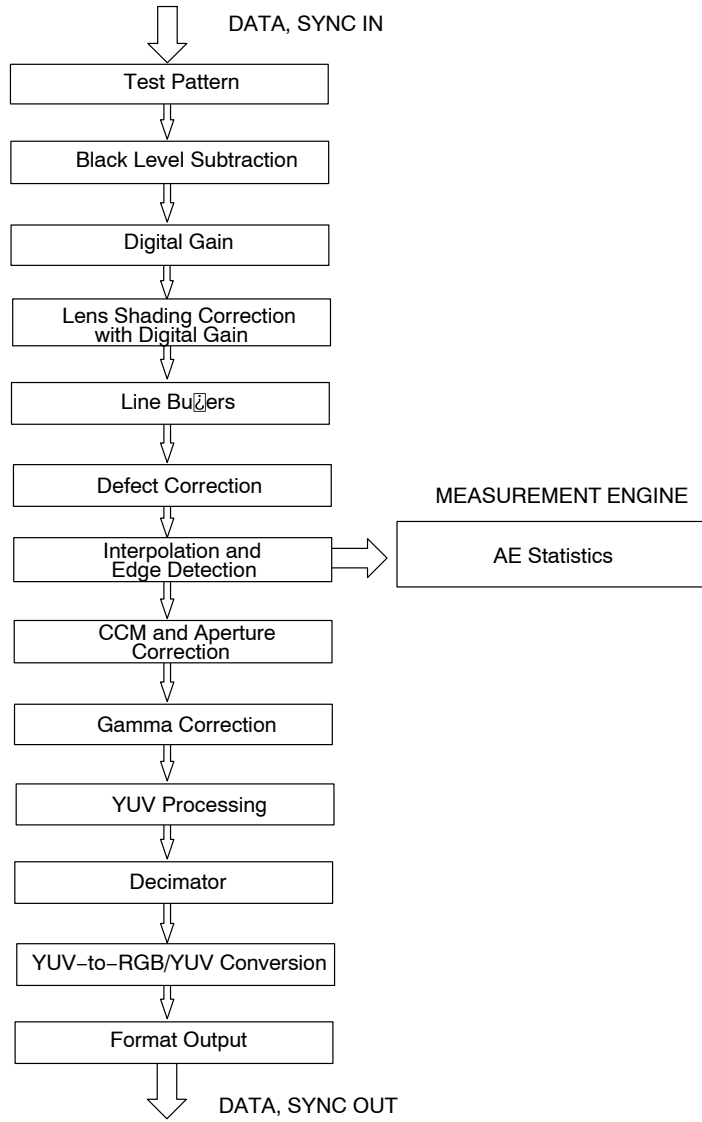 DATA, SYNC IN
Test Pattern
Black Level Subtraction
Digital Gain
Lens Shading Correction
with Digital Gain
Line Bu⍰ers
Defect Correction
MEASUREMENT ENGINE
Interpolation and
Edge Detection
AE Statistics
CCM and Aperture
Correction
Gamma Correction
YUV Processing
Decimator
YUV−to−RGB/YUV Conversion
Format Output
DATA, SYNC OUT